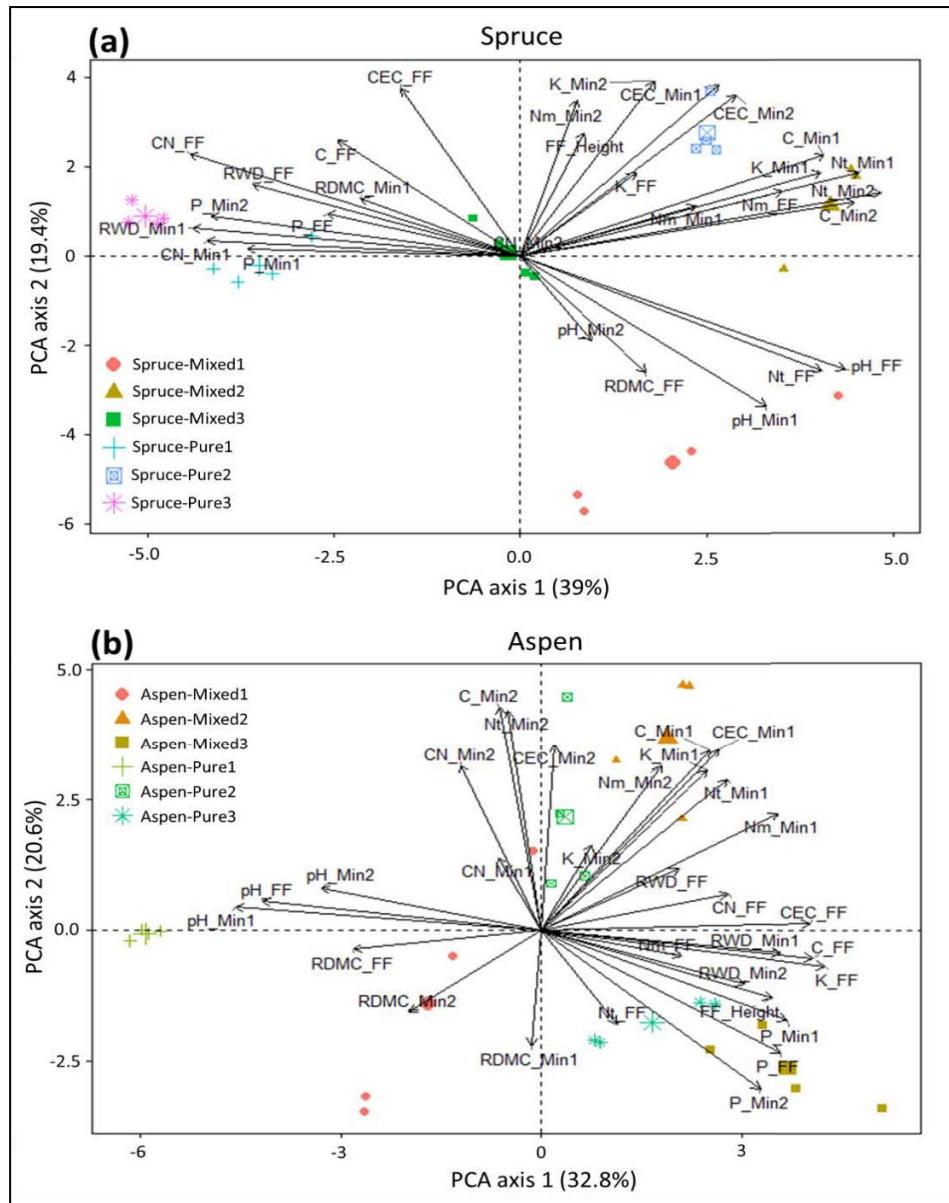 (a)
Spruce
CEC_FF
K_Min2
CEC_Min1
Nm_Min2
CEC_Min2
FF_Height
CN_FF
C_FF
C_Min1
RWD_FF
K_Min1
Nt_Min1
RDMC_Min1
K_FF
Nt_Min2
P_Min2
Nm_FF
RWD_Min1
P_FF
Nm_Min1
C_Min2
CN_Min2
CN_Min1
P_Min1
pH_Min2
RDMC_FF
Nt_FF
pH_FF
pH_Min1
Spruce-Mixed1
Spruce-Mixed2
Spruce-Mixed3
Spruce-Pure1
Spruce-Pure2
Spruce-Pure3
4
2
0
-2
-4
-6
PCA axis 2 (19.4%)
-5.0
-2.5
0.0
2.5
5.0
PCA axis 1 (39%)
(b)
Aspen
Aspen-Mixed1
Aspen-Mixed2
Aspen-Mixed3
Aspen-Pure1
Aspen-Pure2
Aspen-Pure3
C_Min2
Nt_Min2
CN_Min2
CEC_Min2
C_Min1
CEC_Min1
K_Min1
Nm_Min2
Nt_Min1
Nm_Min1
K_Min2
CN_Min1
RWD_FF
pH_Min2
pH_FF
pH_Min1
CN_FF
CEC_FF
RDMC_FF
Nm_FF
RWD_Min1
C_FF
RWD_Min2
K_FF
RDMC_Min2
Nt_FF
FF_Height
P_Min1
RDMC_Min1
P_FF
P_Min2
5.0
2.5
0.0
-2.5
PCA axis 2 (20.6%)
-6
-3
0
3
PCA axis 1 (32.8%)